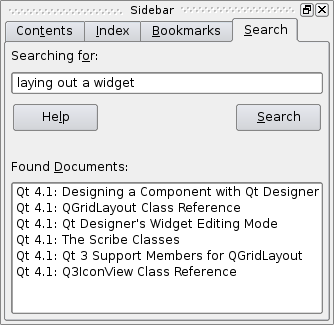 Sidebar
Contents Index Bookmarks Search
Searching for:
laying out a widget
Help Search
Found Documents:
Qt 4.1: Designing a Component with Qt Designer
Qt 4.1: QGridLayout Class Reference
Qt 4.1: Qt Designer's Widget Editing Mode
Qt 4.1: The Scribe Classes
Qt 4.1: Qt 3 Support Members for QGridLayout
Qt 4.1: Q3IconView Class Reference